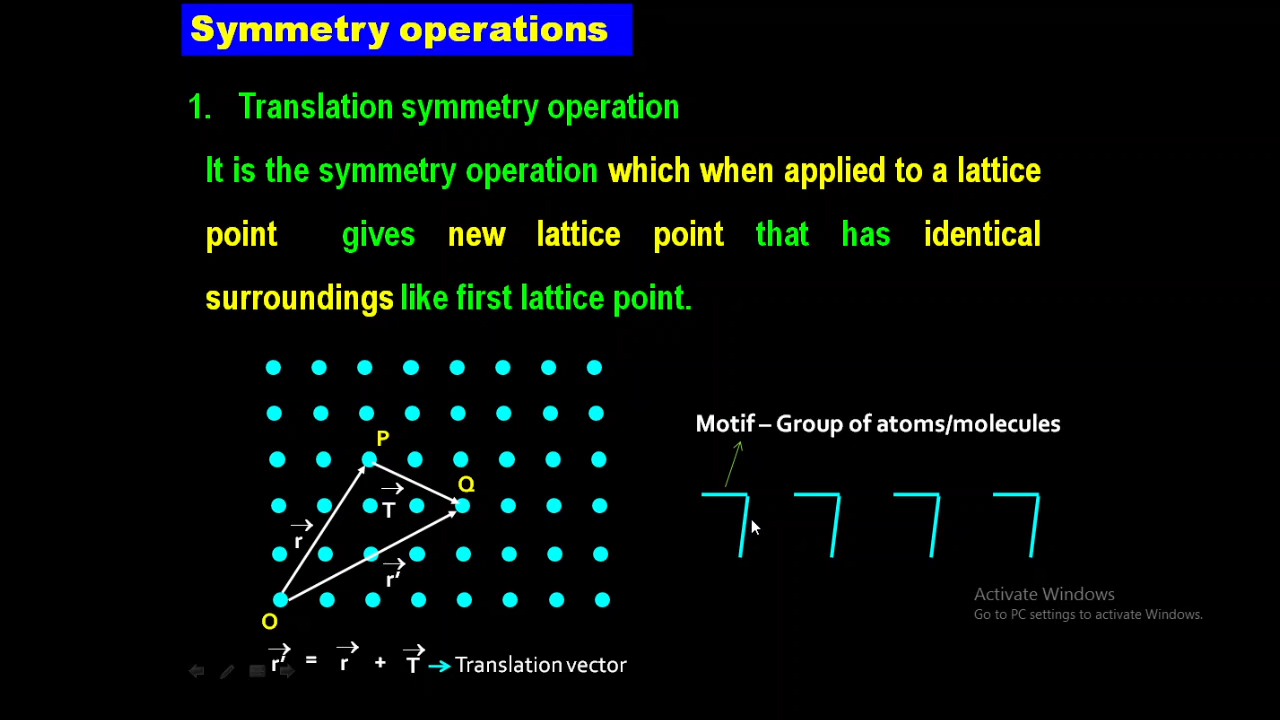 Symmetry operations
1. Translation symmetry operation
It is the symmetry operation which when applied to a lattice
point gives new lattice point that has identical
surroundings like first lattice point.
Motif – Group of atoms/molecules
P
Q
T
r
r'
O
r' = r + T → Translation vector
Activate Windows
Go to PC settings to activate Windows.